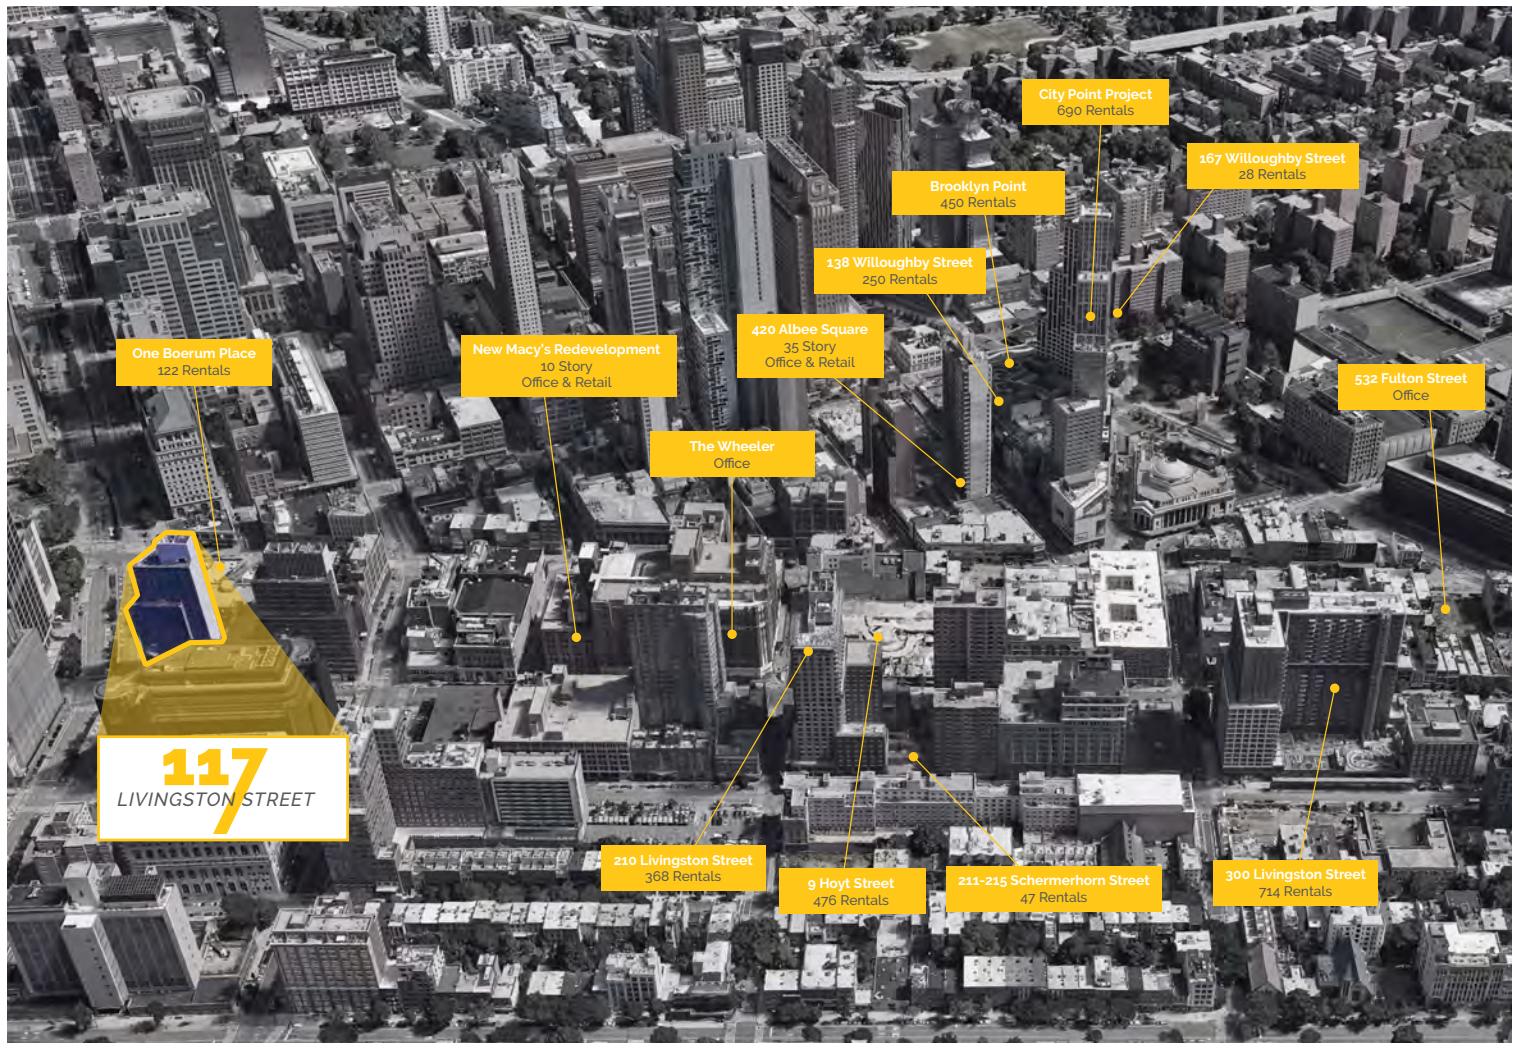 City Point Project
690 Rentals
167 Willoughby Street
28 Rentals
Brooklyn Point
450 Rentals
138 Willoughby Street
250 Rentals
420 Albee Square
35 Story
Office & Retail
One Boerum Place
122 Rentals
New Macy's Redevelopment
10 Story
Office & Retail
532 Fulton Street
Office
The Wheeler
Office
117
LIVINGSTON STREET
210 Livingston Street
368 Rentals
9 Hoyt Street
476 Rentals
211-215 Schermerhorn Street
47 Rentals
300 Livingston Street
714 Rentals